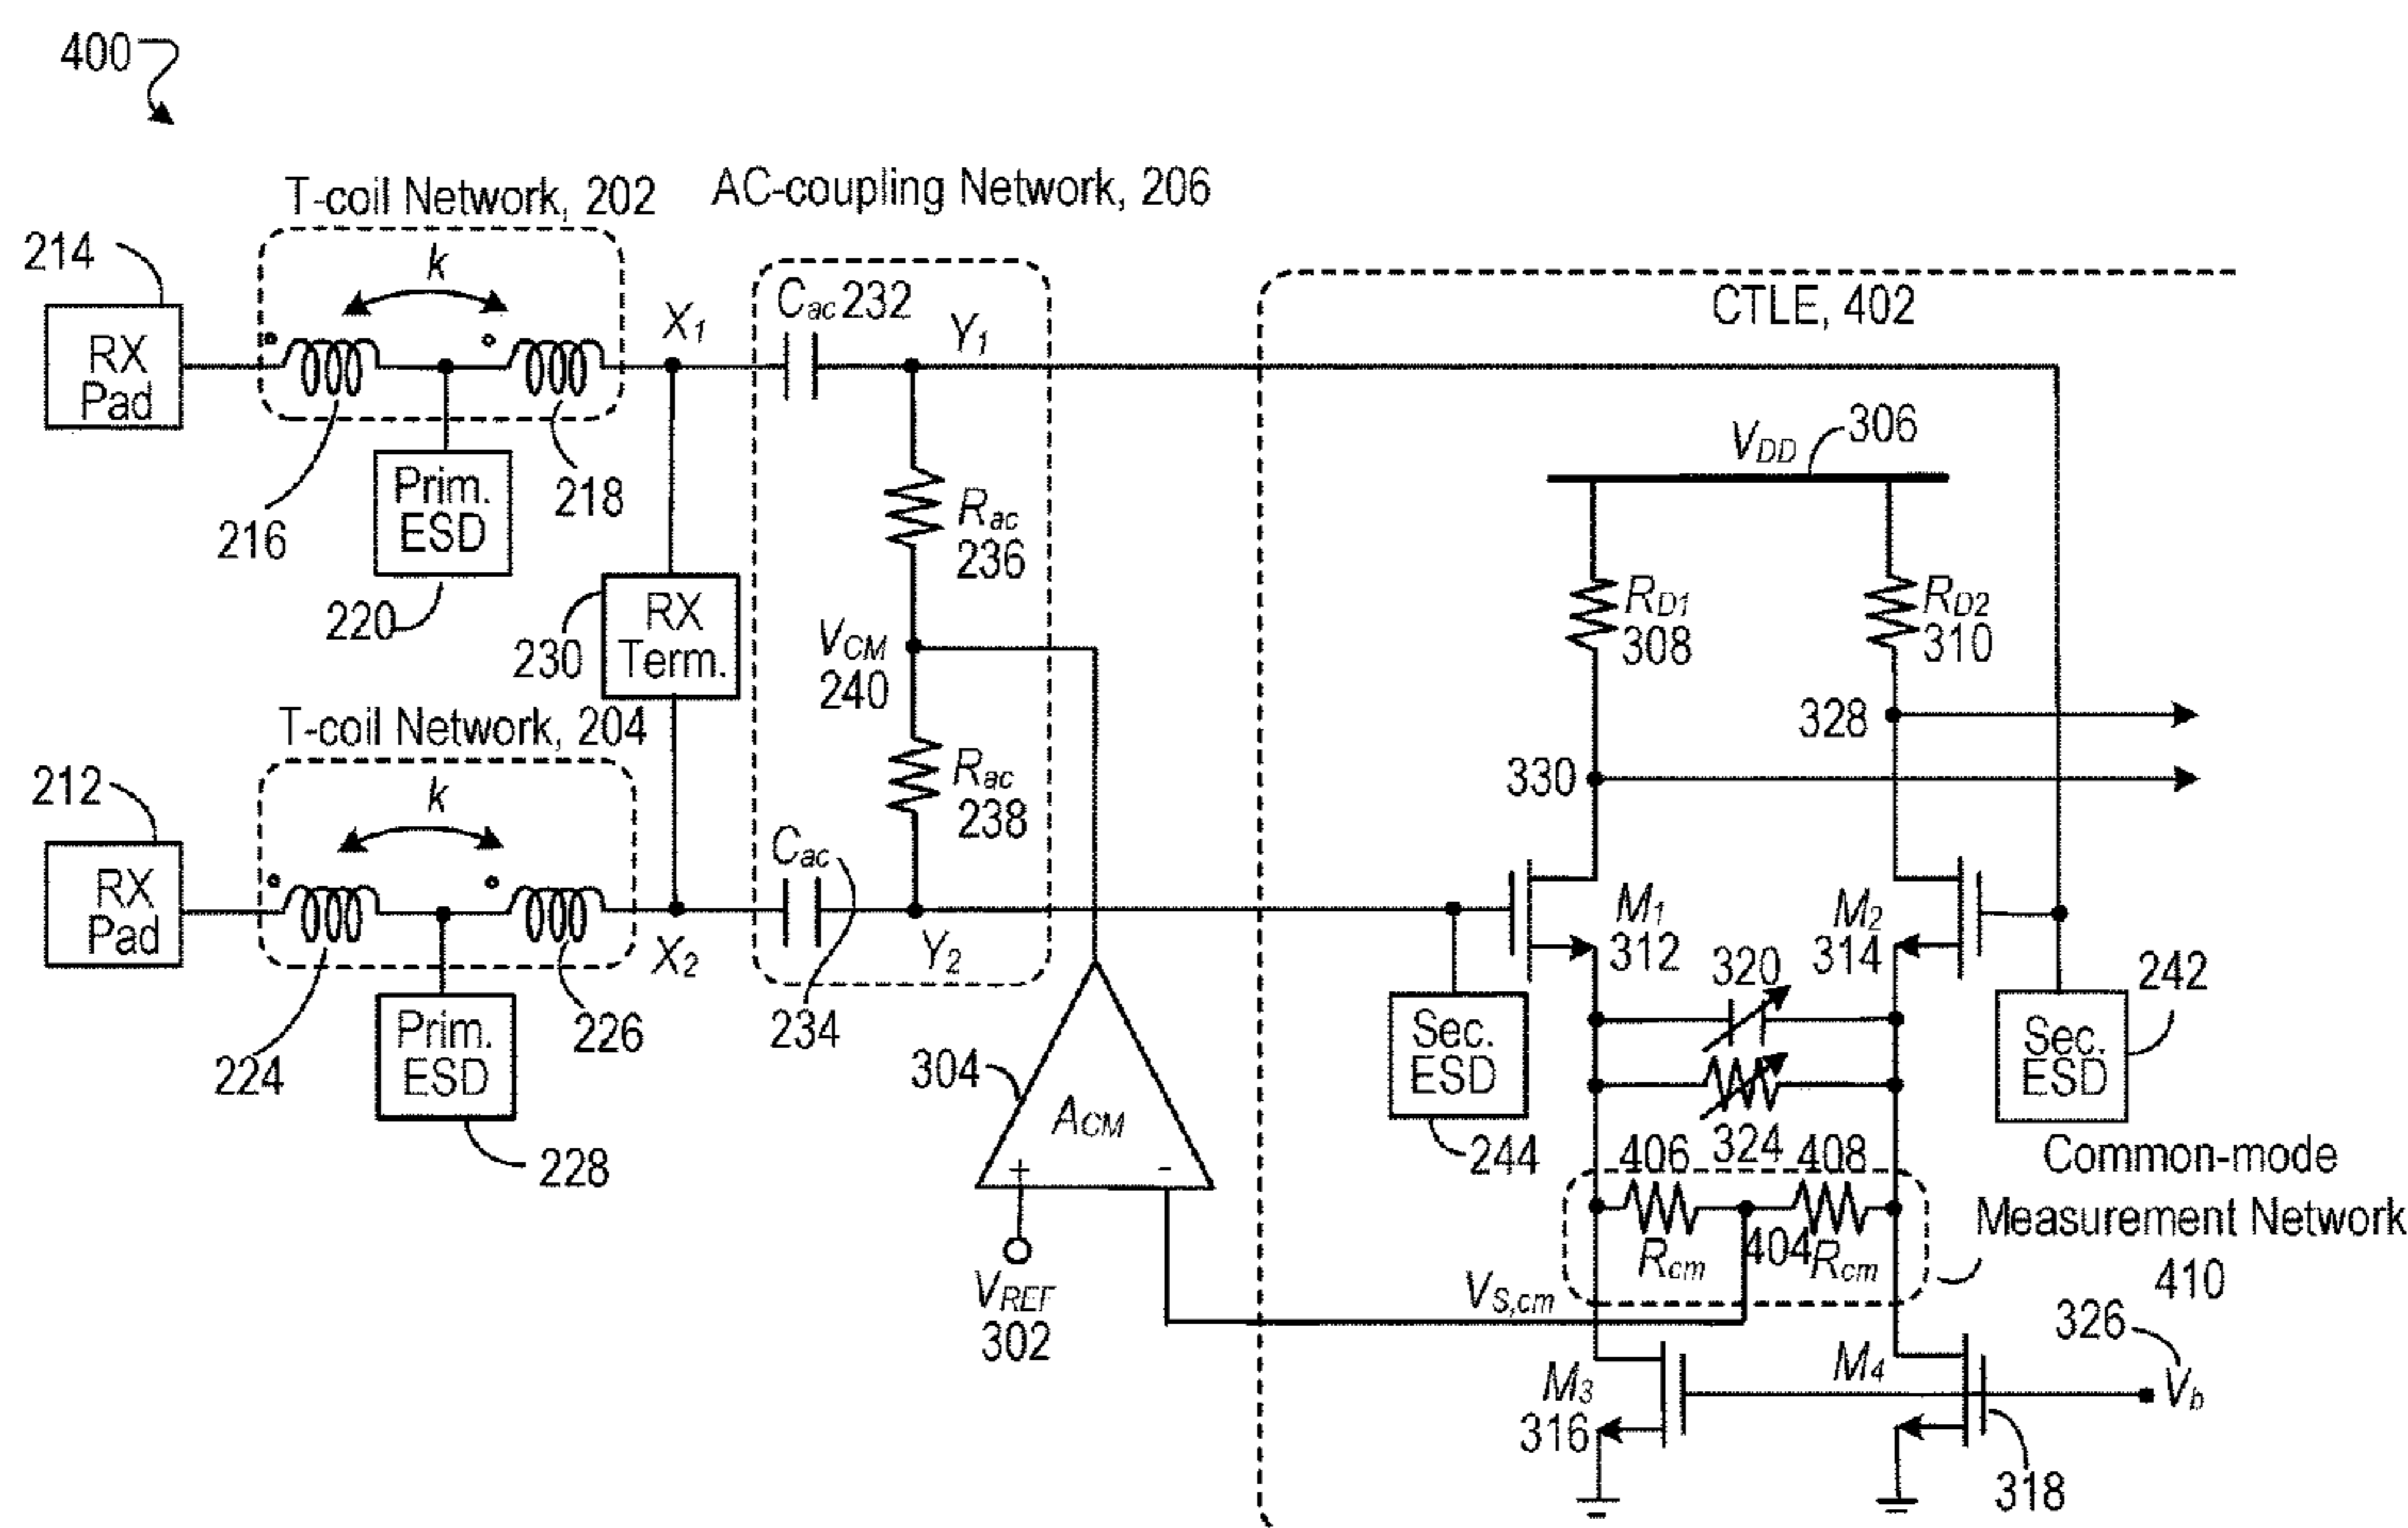 400
T-coil Network, 202
AC-coupling Network, 206
214
k
X1
Cac 232
Y1
CTLE, 402
RX
Pad
VDD
306
216
Prim.
ESD
218
220
Rac
236
RD1
308
RD2
310
230
RX
Term.
VCM
240
328
T-coil Network, 204
330
212
k
Rac
238
Cac
RX
Pad
X2
Y2
M1
312
M2
314
320
242
224
Prim.
ESD
226
234
304
ACM
+
-
Sec.
ESD
244
Sec.
ESD
324
228
406
408
Common-mode
Measurement Network
410
Rcm
404
Rcm
VREF
302
VS,cm
326
M3
316
M4
Vb
318